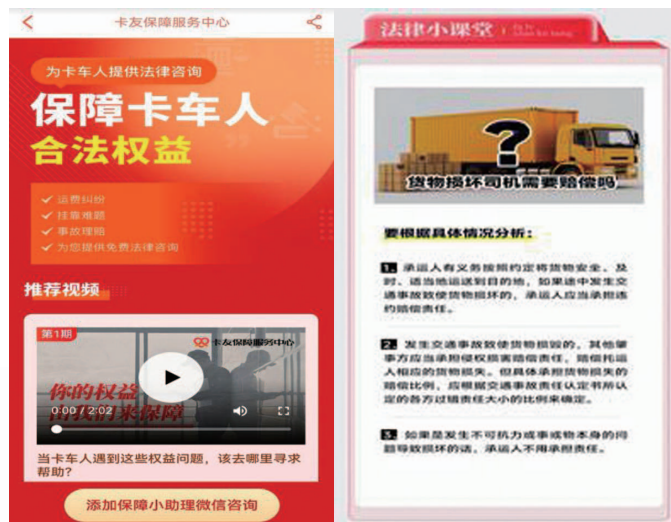 卡友保障服务中心
为卡车人提供法律咨询
保障卡车人
合法权益
✓ 运费纠纷
✓ 挂靠难题
✓ 事故理赔
✓ 为您提供免费法律咨询
推荐视频
第1期
卡友保障服务中心
你的权益
由我们来保障
0:00 / 2:02
当卡车人遇到这些权益问题，该去哪里寻求
帮助？
添加保障小助理微信咨询
法律小课堂
?
货物损坏司机需要赔偿吗
要根据具体情况分析：
1. 承运人有义务按照约定将货物安全、及
时、适当地运送到目的地，如果途中发生交
通事故致使货物损坏的，承运人应当承担违
约赔偿责任。
2. 发生交通事故致使货物损毁的，其他肇
事方应当承担侵权损害赔偿责任，赔偿托运
人相应的货物损失。但具体承担货物损失的
赔偿比例，应根据交通事故责任认定书所认
定的各方过错责任大小的比例来确定。
3. 如果是发生不可抗力或事或物本身的问
题导致损坏的话，承运人不用承担责任。